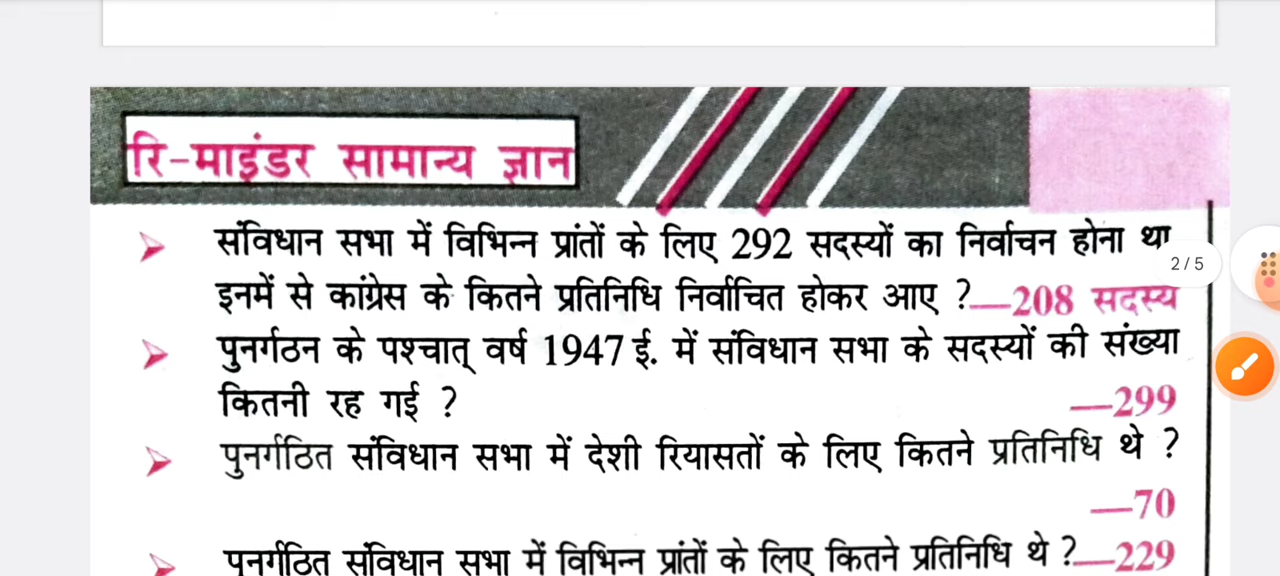 रि-माइंडर सामान्य ज्ञान
संविधान सभा में विभिन्न प्रांतों के लिए 292 सदस्यों का निर्वाचन होना था
2 / 5
इनमें से कांग्रेस के कितने प्रतिनिधि निर्वाचित होकर आए ?—208 सदस्य
पुनर्गठन के पश्चात् वर्ष 1947 ई. में संविधान सभा के सदस्यों की संख्या
कितनी रह गई ? —299
पुनर्गठित संविधान सभा में देशी रियासतों के लिए कितने प्रतिनिधि थे ?
—70
पुनर्गठित संविधान सभा में विभिन्न प्रांतों के लिए कितने प्रतिनिधि थे ?—229